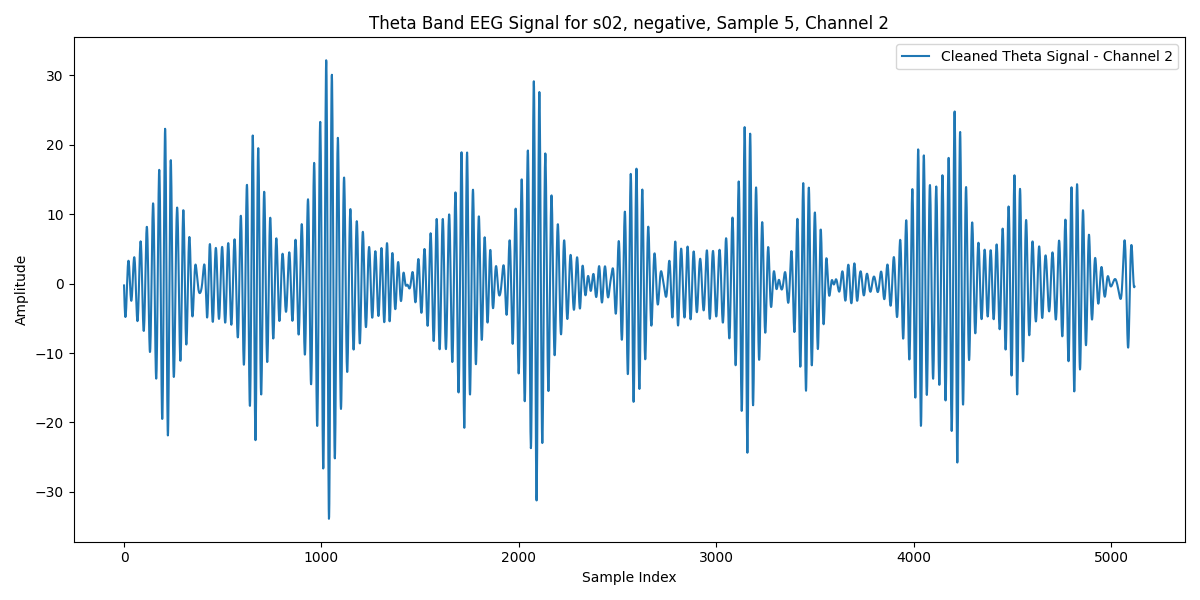 Theta Band EEG Signal for s02, negative, Sample 5, Channel 2
Cleaned Theta Signal - Channel 2
30
20
10
0
−10
−20
−30
Amplitude
0 1000 2000 3000 4000 5000
Sample Index